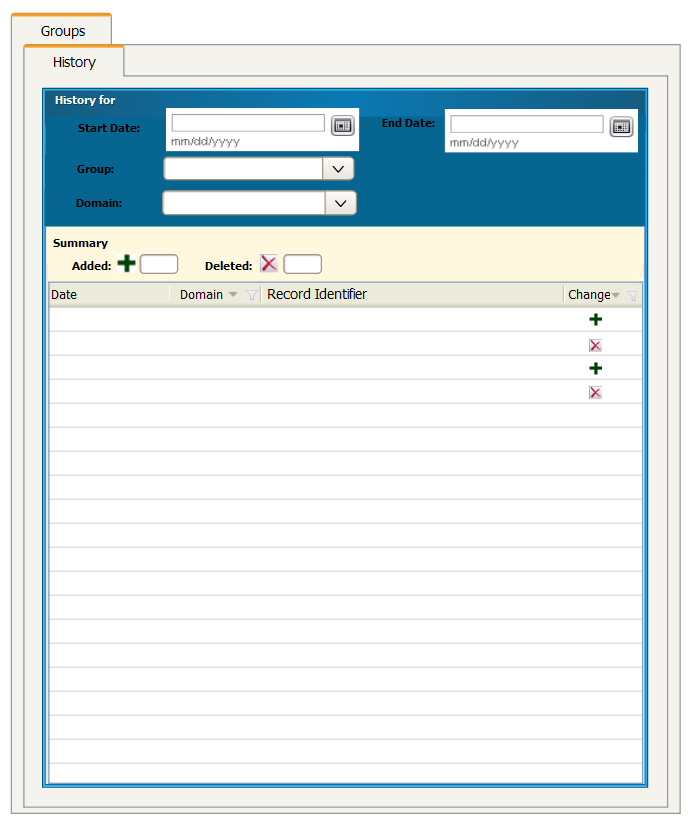 Groups
History
History for
Start Date:
End Date:
mm/dd/yyyy
mm/dd/yyyy
Group:
Domain:
Summary
Added:
Deleted:
Date Domain Record Identifier Change